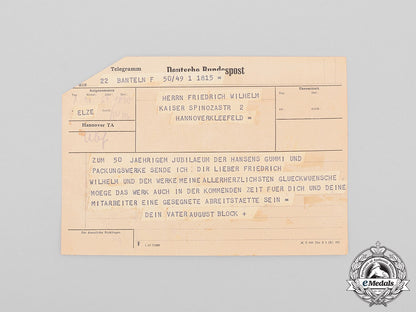 Telegramm Deutsche Bundespost
22 BANTELN F 50/49 1 1815 =
HERRN FRIEDRICH WILHELM
KAISER SPINOZASTR 2
HANNOVERKLEEFELD =
ELZE
Hannover TA
ZUM 50 JAEHRIGEM JUBILAEUM DER HANSENS GUMMI UND
PACKUNGSWERKE SENDE ICH : DIR LIEBER FRIEDRICH
WILHELM UND DEM WERKE MEINE ALLERHERZLICHSTEN GLUECKWUENSCHE,
MOEGE DAS WERK AUCH IN DER KOMMENDEN ZEIT FUER DICH UND DEINE
MITARBEITER EINE GESEGNETE ABREITSTAETTE SEIN =
DEIN VATER AUGUST BLOCK +
eMedals